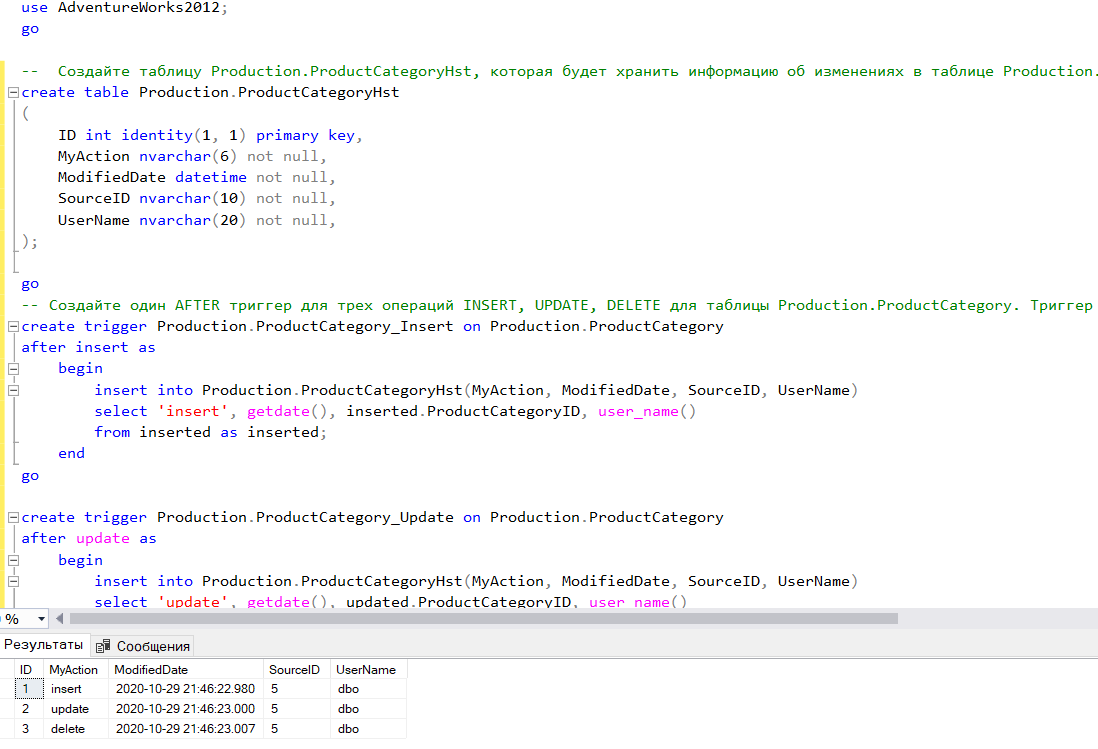 use AdventureWorks2012;
go
-- Создайте таблицу Production.ProductCategoryHst, которая будет хранить информацию об изменениях в таблице Production.
create table Production.ProductCategoryHst
(
ID int identity(1, 1) primary key,
MyAction nvarchar(6) not null,
ModifiedDate datetime not null,
SourceID nvarchar(10) not null,
UserName nvarchar(20) not null,
);
go
-- Создайте один AFTER триггер для трех операций INSERT, UPDATE, DELETE для таблицы Production.ProductCategory. Триггер
create trigger Production.ProductCategory_Insert on Production.ProductCategory
after insert as
begin
insert into Production.ProductCategoryHst(MyAction, ModifiedDate, SourceID, UserName)
select 'insert', getdate(), inserted.ProductCategoryID, user_name()
from inserted as inserted;
end
go
create trigger Production.ProductCategory_Update on Production.ProductCategory
after update as
begin
insert into Production.ProductCategoryHst(MyAction, ModifiedDate, SourceID, UserName)
select 'update', getdate(), updated.ProductCategoryID, user_name()
%
Результаты Сообщения
ID MyAction ModifiedDate SourceID UserName
1 insert 2020-10-29 21:46:22.980 5 dbo
2 update 2020-10-29 21:46:23.000 5 dbo
3 delete 2020-10-29 21:46:23.007 5 dbo